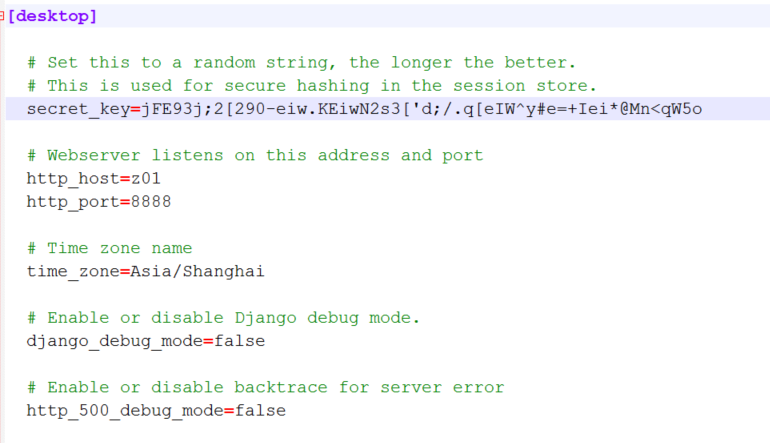 [desktop]
# Set this to a random string, the longer the better.
# This is used for secure hashing in the session store.
secret_key=jFE93j;2[290-eiw.KEiwN2s3['d;/.q[eIW^y#e=+Iei*@Mn<qW5o
# Webserver listens on this address and port
http_host=z01
http_port=8888
# Time zone name
time_zone=Asia/Shanghai
# Enable or disable Django debug mode.
django_debug_mode=false
# Enable or disable backtrace for server error
http_500_debug_mode=false